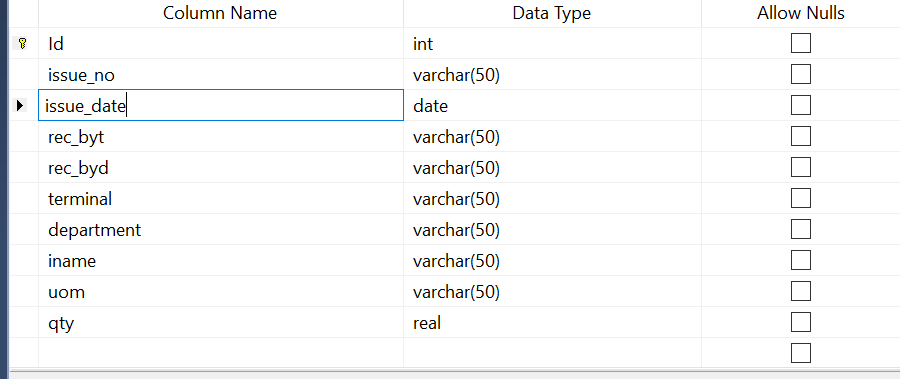 Column Name Data Type Allow Nulls
Id int
issue_no varchar(50)
issue_date date
rec_byt varchar(50)
rec_byd varchar(50)
terminal varchar(50)
department varchar(50)
iname varchar(50)
uom varchar(50)
qty real